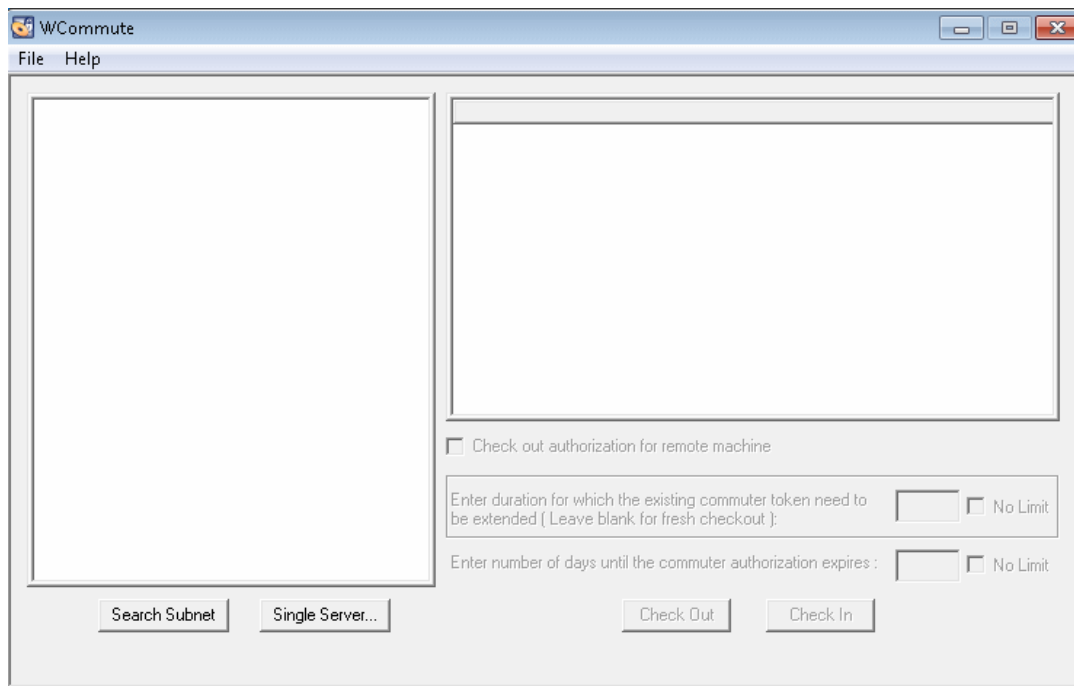 WCommute
File Help
Check out authorization for remote machine
Enter duration for which the existing commuter token need to
be extended ( Leave blank for fresh checkout ):
No Limit
Enter number of days until the commuter authorization expires :
No Limit
Search Subnet
Single Server...
Check Out
Check In